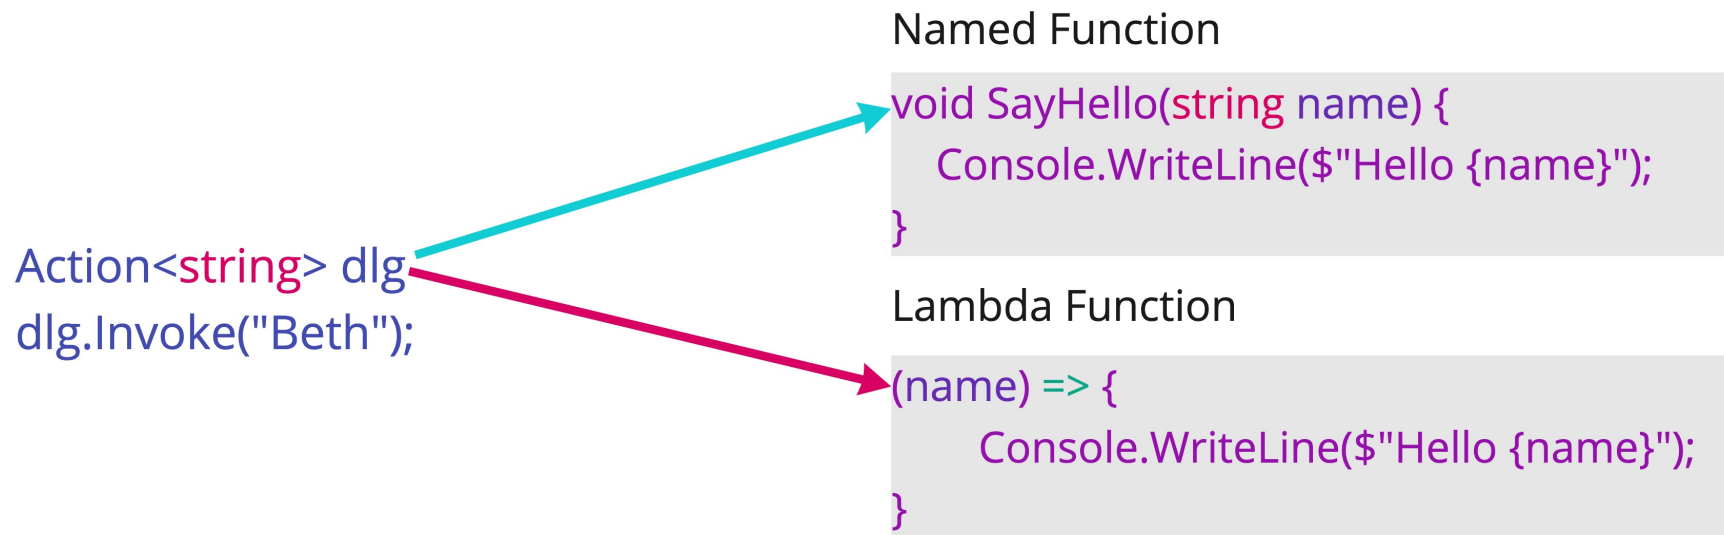 Action<string> dlg
dlg.Invoke("Beth");
Named Function
void SayHello(string name) {
Console.WriteLine($"Hello {name}");
}
Lambda Function
(name) => {
Console.WriteLine($"Hello {name}");
}